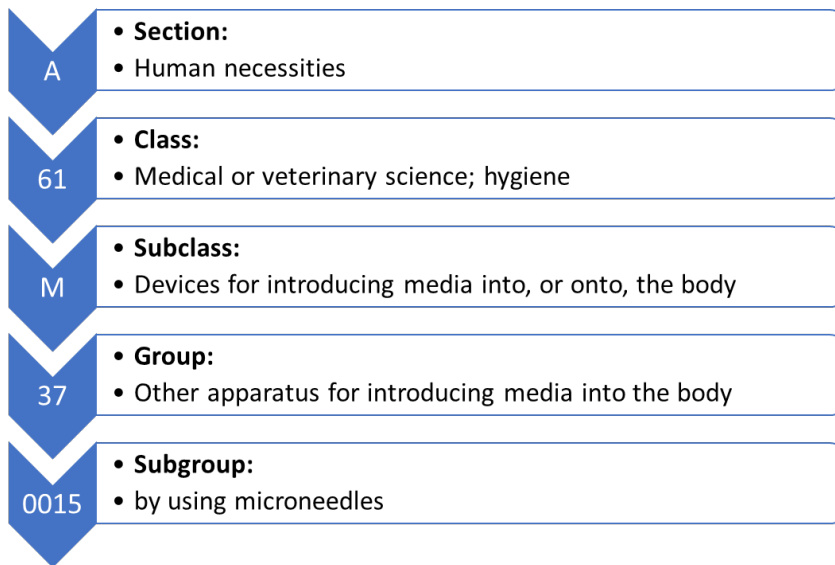 A
• Section:
• Human necessities
61
• Class:
• Medical or veterinary science; hygiene
M
• Subclass:
• Devices for introducing media into, or onto, the body
37
• Group:
• Other apparatus for introducing media into the body
0015
• Subgroup:
• by using microneedles